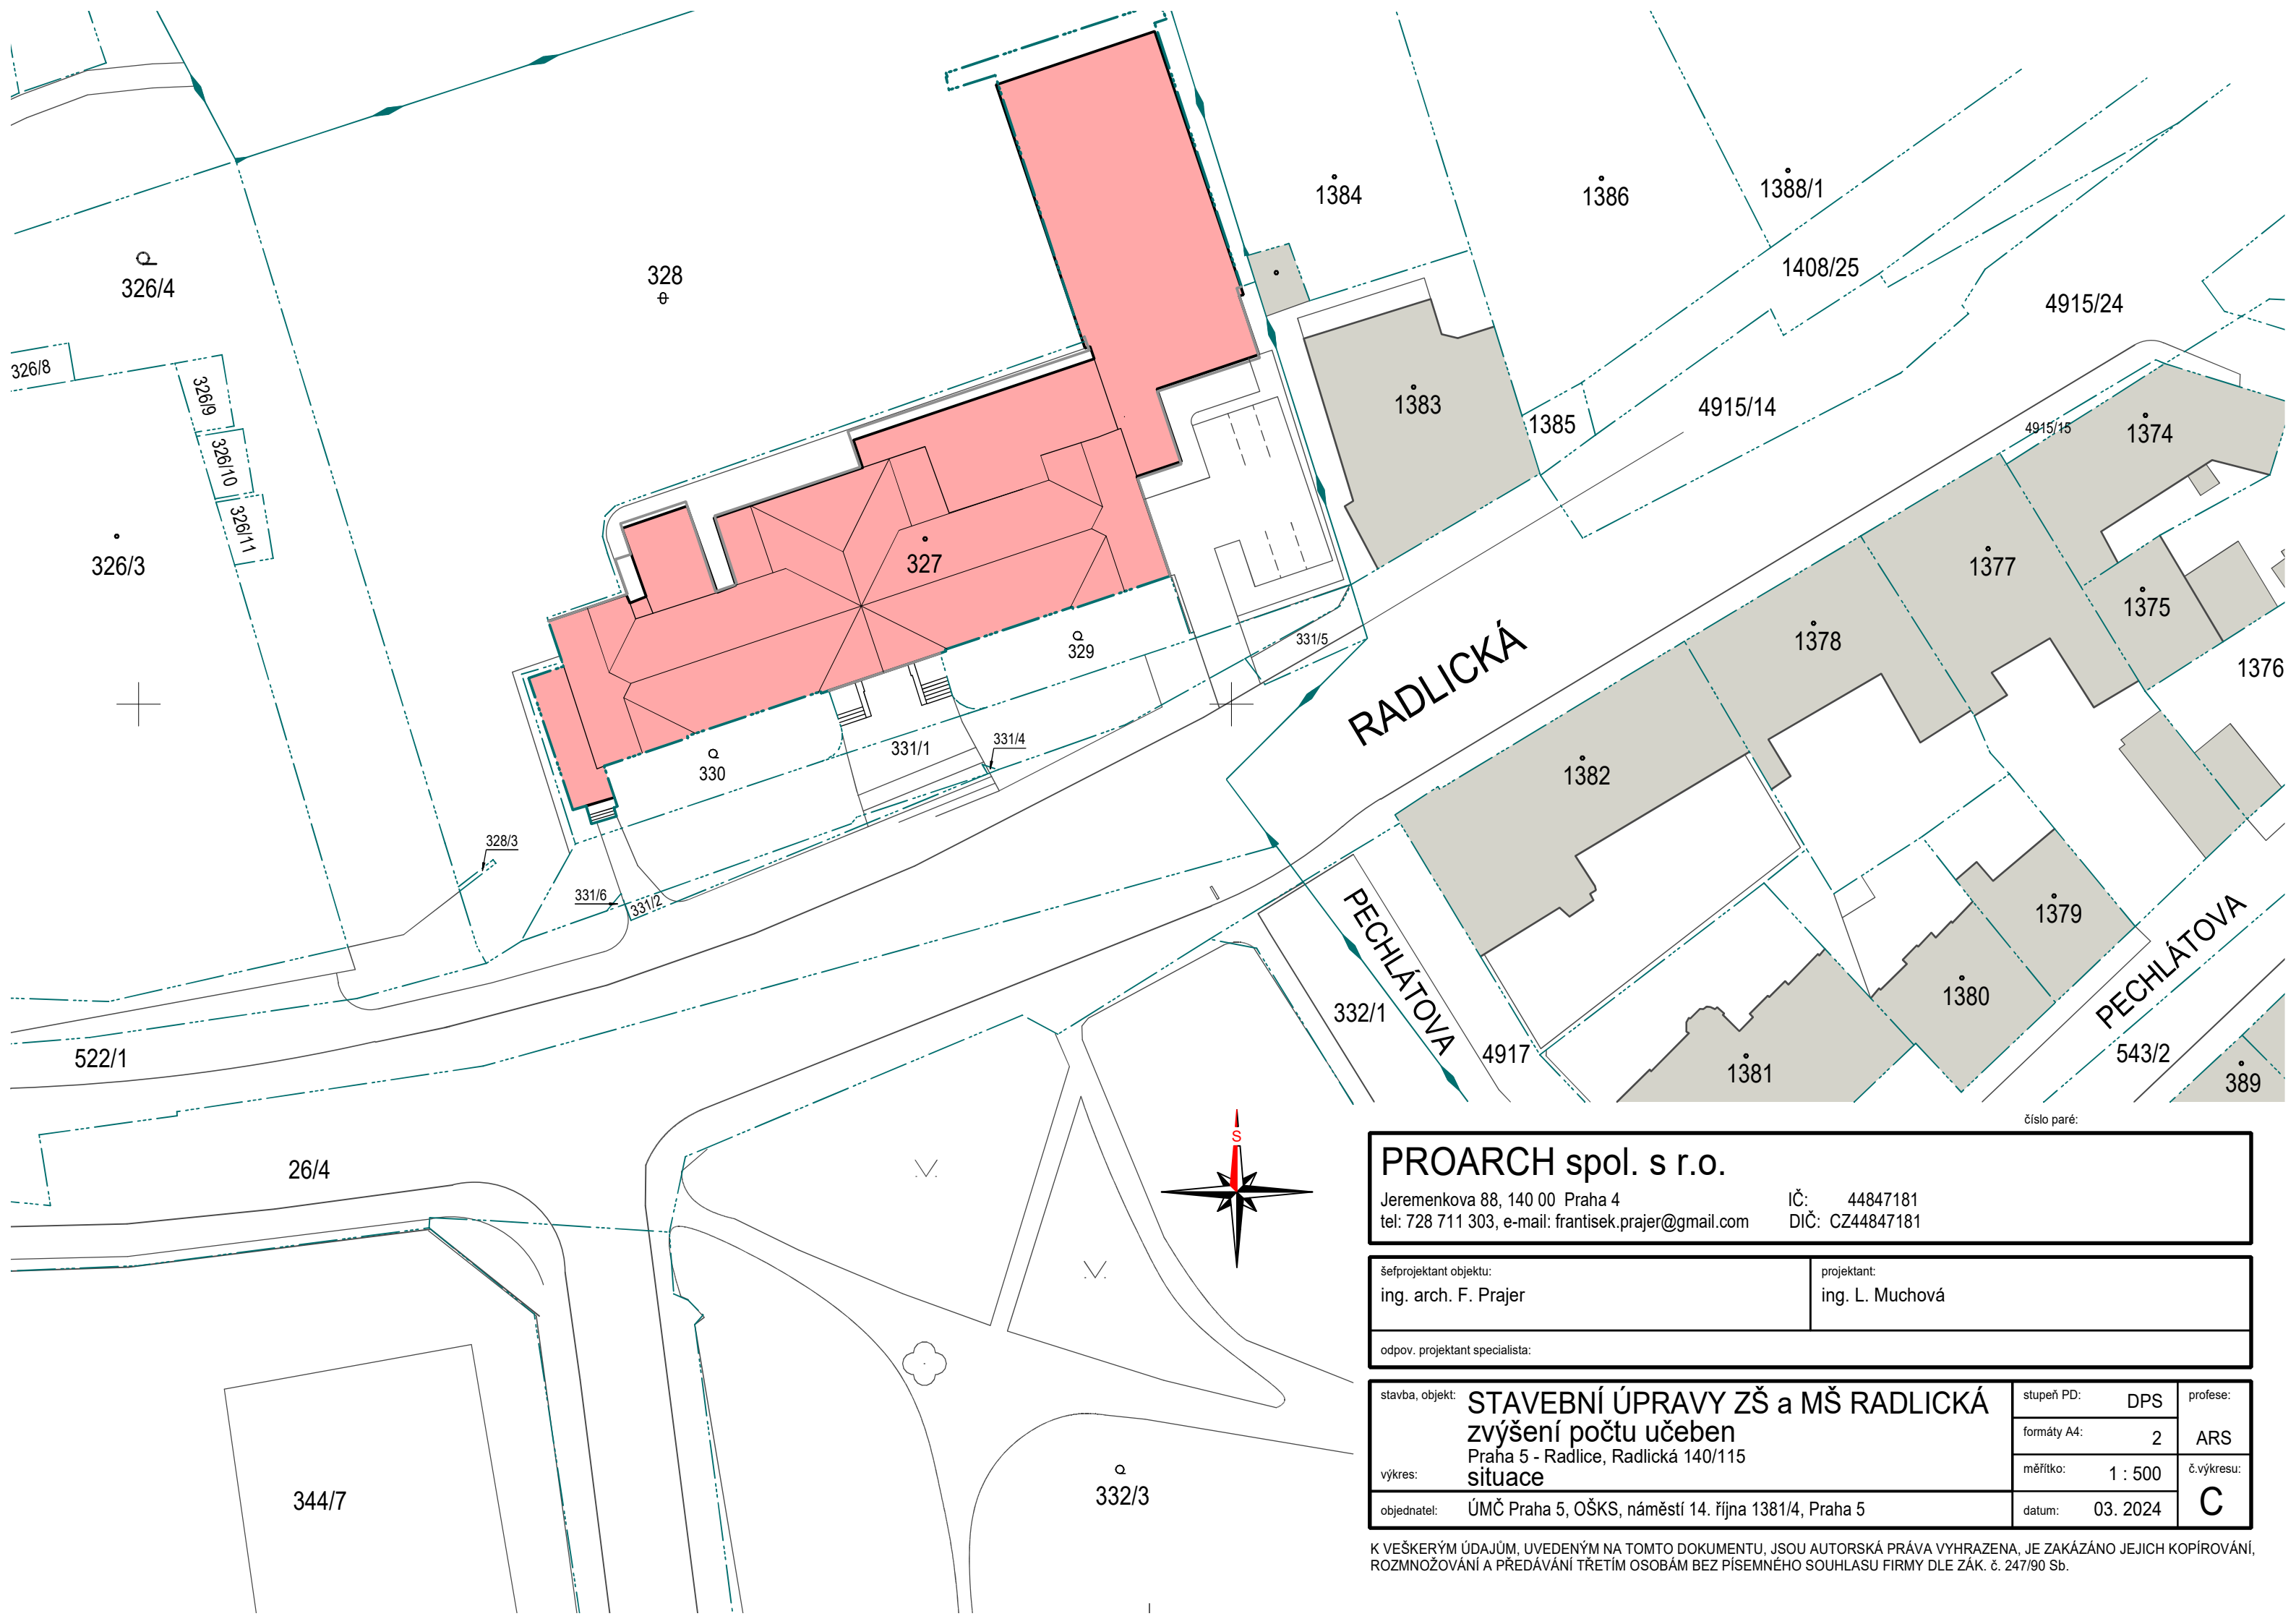 1384
1386
1388/1
326/4
328
1408/25
4915/24
326/8
326/9
1383
1385
4915/14
4915/15
1374
326/10
326/11
326/3
327
1377
1375
1378
329
331/5
1376
RADLICKÁ
331/1
331/4
330
1382
328/3
331/6
331/2
PECHLÁTOVA
1379
PECHLÁTOVA
332/1
1380
522/1
4917
1381
543/2
389
26/4
344/7
332/3
S
číslo paré:
PROARCH spol. s r.o.
Jeremenkova 88, 140 00 Praha 4 IČ: 44847181
tel: 728 711 303, e-mail: frantisek.prajer@gmail.com DIČ: CZ44847181
šefprojektant objektu: projektant:
ing. arch. F. Prajer ing. L. Muchová
odpov. projektant specialista:
stavba, objekt: STAVEBNÍ ÚPRAVY ZŠ a MŠ RADLICKÁ
zvýšení počtu učeben
Praha 5 - Radlice, Radlická 140/115
výkres: situace
objednatel: ÚMČ Praha 5, OŠKS, náměstí 14. října 1381/4, Praha 5
stupeň PD: DPS
formáty A4: 2
měřítko: 1 : 500
datum: 03. 2024
profese:
ARS
č.výkresu:
C
K VEŠKERÝM ÚDAJŮM, UVEDENÝM NA TOMTO DOKUMENTU, JSOU AUTORSKÁ PRÁVA VYHRAZENA, JE ZAKÁZÁNO JEJICH KOPÍROVÁNÍ,
ROZMNOŽOVÁNÍ A PŘEDÁVÁNÍ TŘETÍM OSOBÁM BEZ PÍSEMNÉHO SOUHLASU FIRMY DLE ZÁK. č. 247/90 Sb.